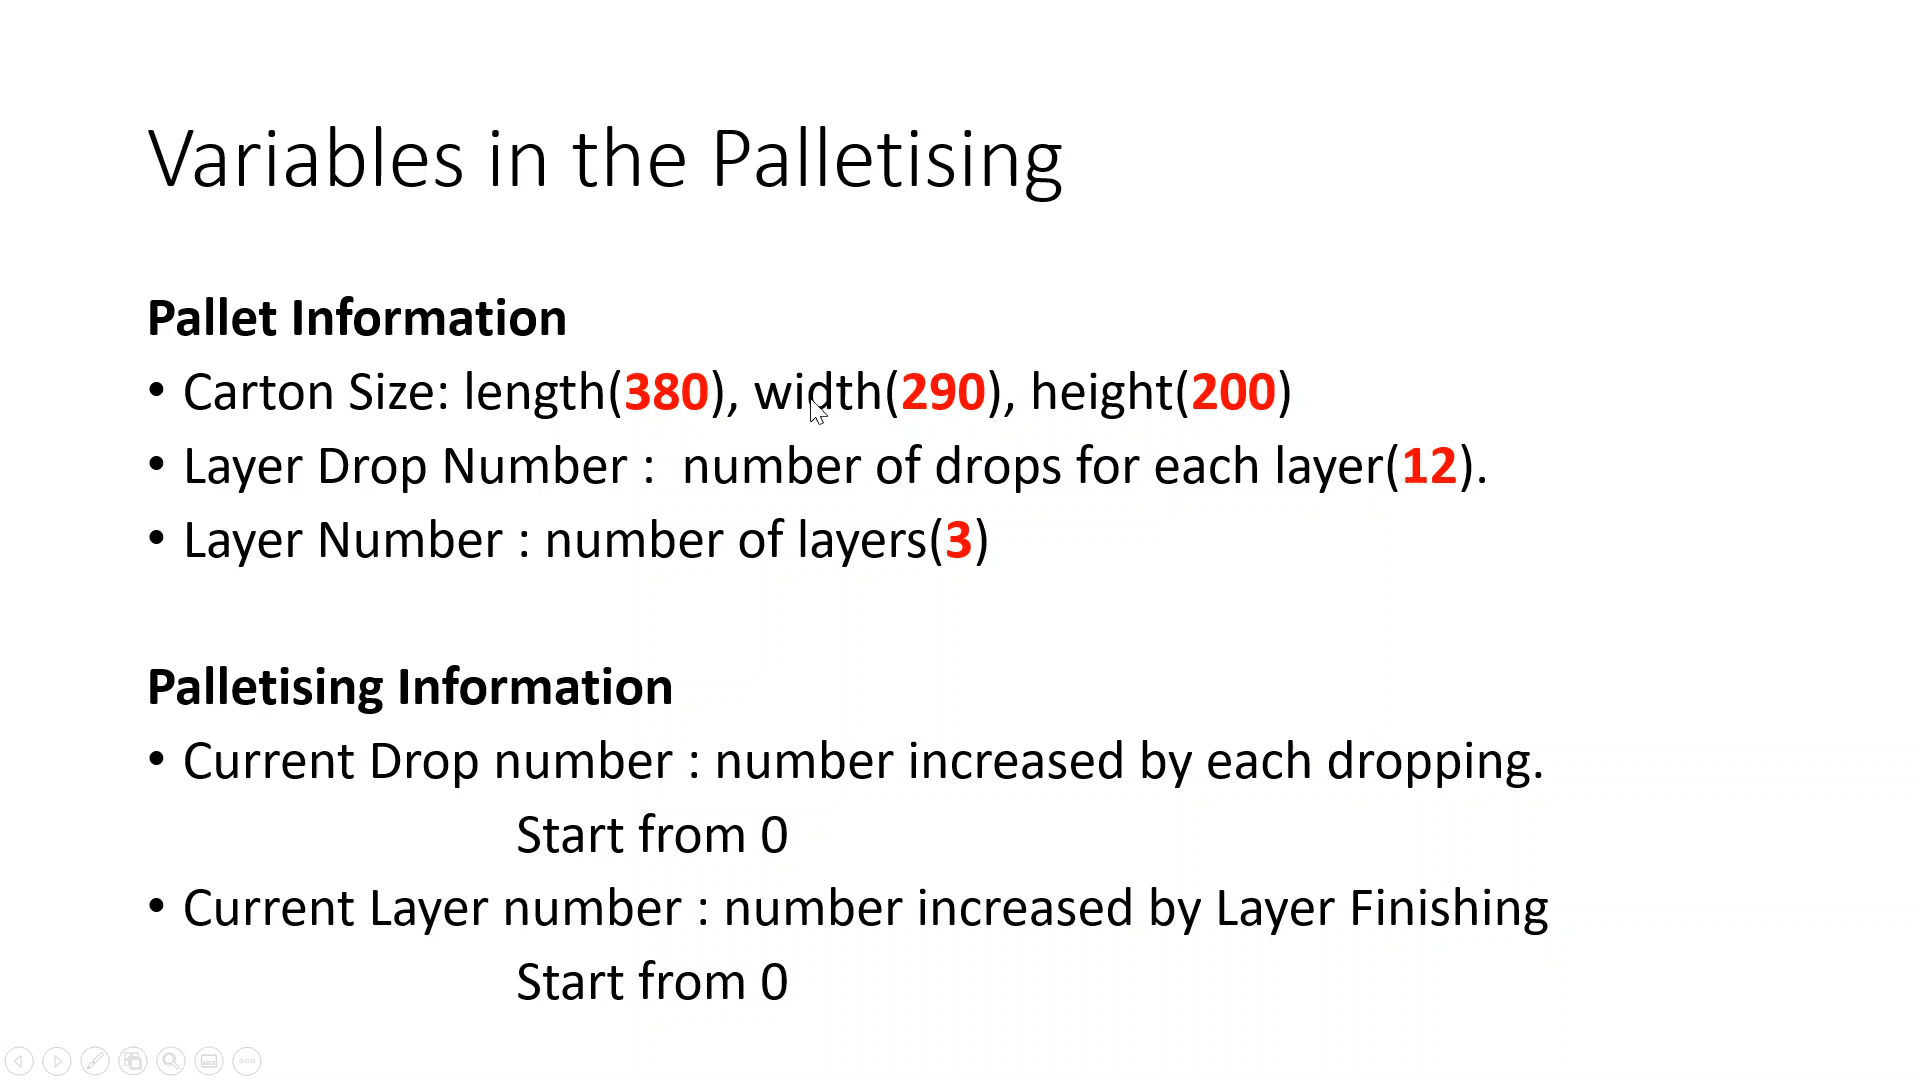 Variables in the Palletising
Pallet Information
• Carton Size: length(380), width(290), height(200)
• Layer Drop Number :  number of drops for each layer(12).
• Layer Number : number of layers(3)
Palletising Information
• Current Drop number : number increased by each dropping.
Start from 0
• Current Layer number : number increased by Layer Finishing
Start from 0